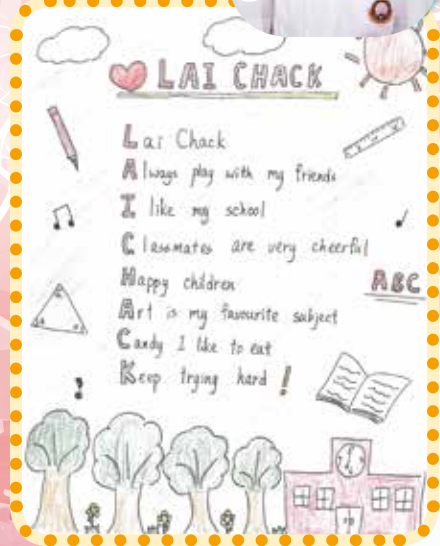 LAI CHACK
Lai Chack
Always play with my friends
I like my school
Classmates are very cheerful
Happy children
ABC
Art is my favourite subject
Candy I like to eat
Keep trying hard !